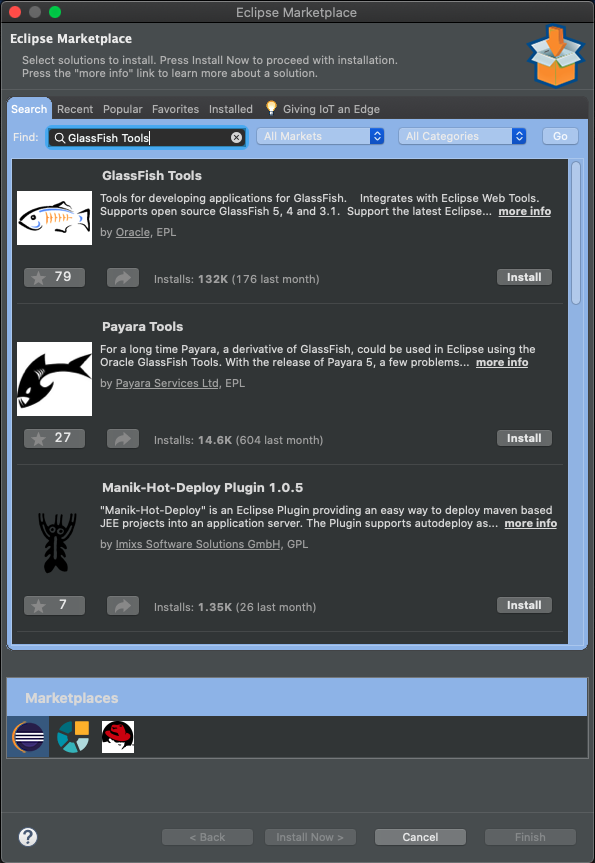 Eclipse Marketplace
Eclipse Marketplace
Select solutions to install. Press Install Now to proceed with installation.
Press the "more info" link to learn more about a solution.
Search Recent Popular Favorites Installed Giving IoT an Edge
Find: GlassFish Tools All Markets All Categories Go
GlassFish Tools
Tools for developing applications for GlassFish. Integrates with Eclipse Web Tools.
Supports open source GlassFish 5, 4 and 3.1. Support the latest Eclipse... more info
by Oracle, EPL
79 Installs: 132K (176 last month) Install
Payara Tools
For a long time Payara, a derivative of GlassFish, could be used in Eclipse using the
Oracle GlassFish Tools. With the release of Payara 5, a few problems... more info
by Payara Services Ltd, EPL
27 Installs: 14.6K (604 last month) Install
Manik-Hot-Deploy Plugin 1.0.5
"Manik-Hot-Deploy" is an Eclipse Plugin providing an easy way to deploy maven based
JEE projects into an application server. The Plugin supports autodeploy as... more info
by Imixs Software Solutions GmbH, GPL
7 Installs: 1.35K (26 last month) Install
Marketplaces
? < Back Install Now > Cancel Finish